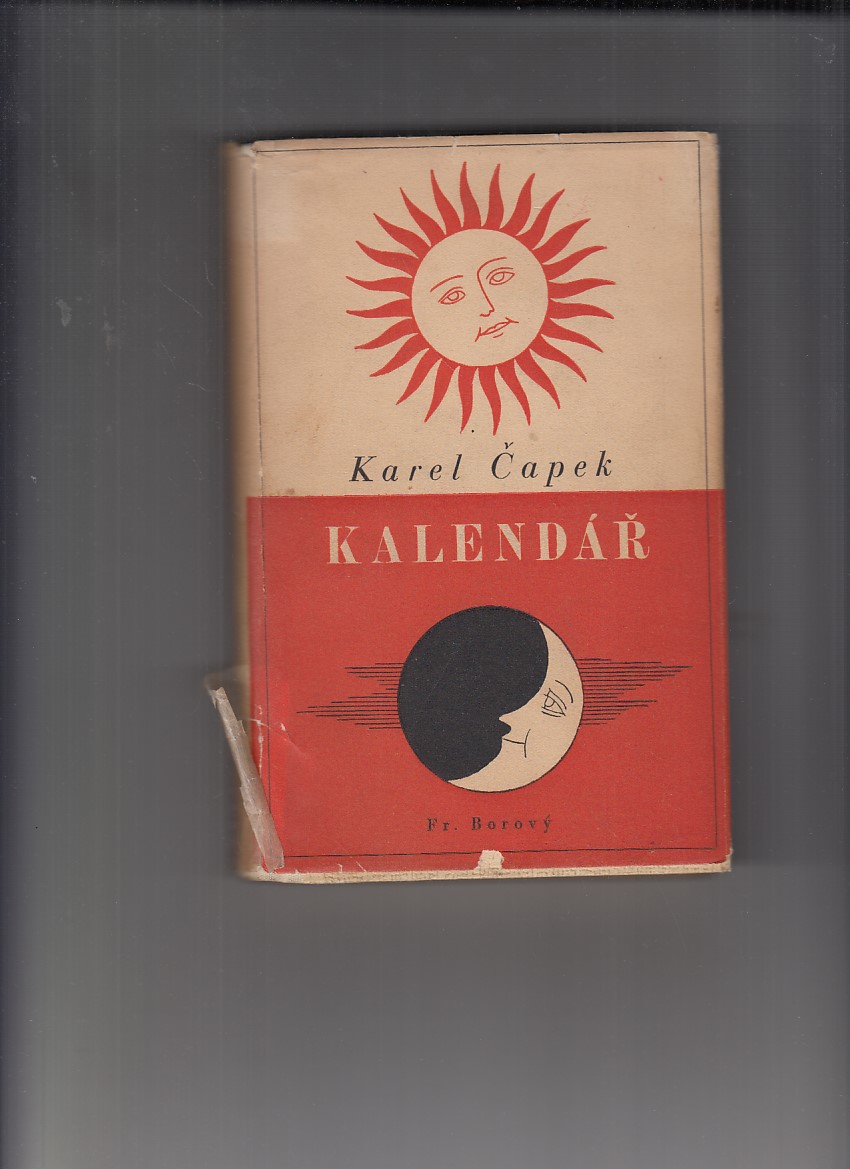 Karel Čapek
KALENDÁŘ
Fr. Borový